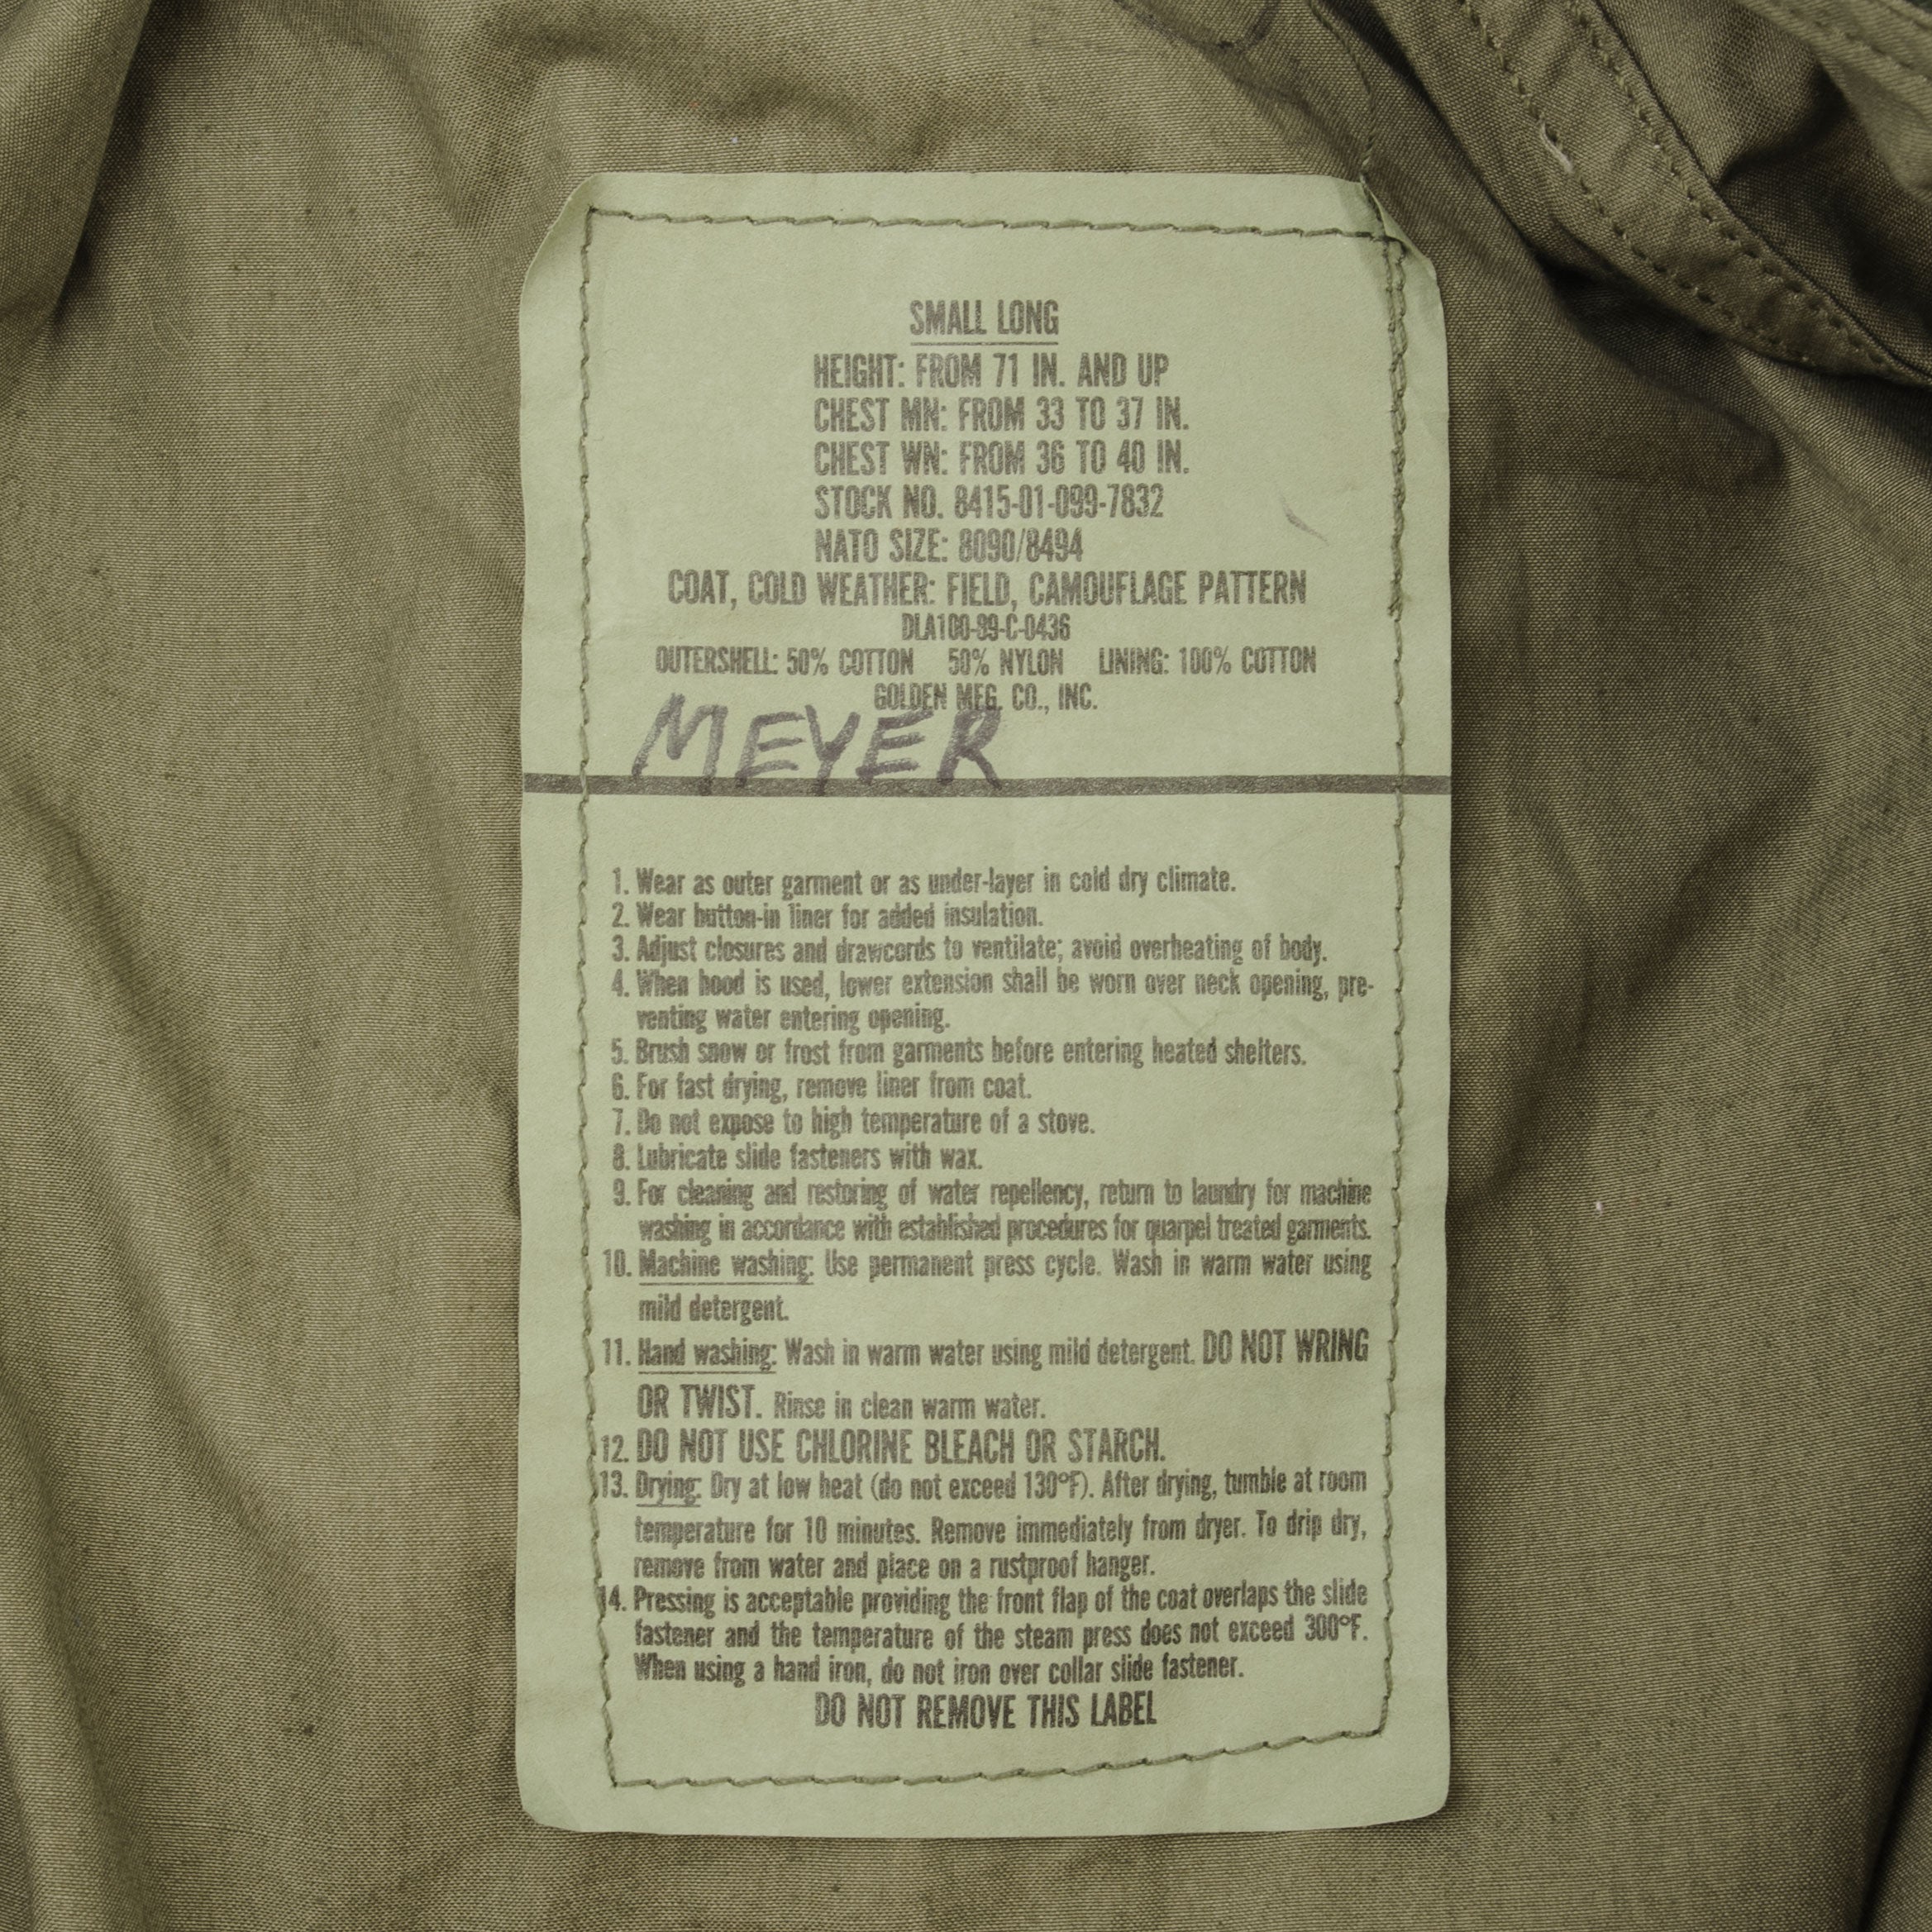 SMALL LONG
HEIGHT: FROM 71 IN. AND UP
CHEST MN: FROM 33 TO 37 IN.
CHEST WN: FROM 36 TO 40 IN.
STOCK NO. 8415-01-099-7832
NATO SIZE: 8090/8494
COAT, COLD WEATHER: FIELD, CAMOUFLAGE PATTERN
DLA100-89-C-0436
OUTERSHELL: 50% COTTON 50% NYLON LINING: 100% COTTON
GOLDEN MFG. CO., INC.
MEYER
1. Wear as outer garment or as under-layer in cold dry climate.
2. Wear button-in liner for added insulation.
3. Adjust closures and drawcords to ventilate; avoid overheating of body.
4. When hood is used, lower extension shall be worn over neck opening, pre-
venting water entering opening.
5. Brush snow or frost from garments before entering heated shelters.
6. For fast drying, remove liner from coat.
7. Do not expose to high temperature of a stove.
8. Lubricate slide fasteners with wax.
9. For cleaning and restoring of water repellency, return to laundry for machine
washing in accordance with established procedures for quarpel treated garments.
10. Machine washing: Use permanent press cycle. Wash in warm water using
mild detergent.
11. Hand washing: Wash in warm water using mild detergent. DO NOT WRING
OR TWIST. Rinse in clean warm water.
12. DO NOT USE CHLORINE BLEACH OR STARCH.
13. Drying: Dry at low heat (do not exceed 130°F). After drying, tumble at room
temperature for 10 minutes. Remove immediately from dryer. To drip dry,
remove from water and place on a rustproof hanger.
14. Pressing is acceptable providing the front flap of the coat overlaps the slide
fastener and the temperature of the steam press does not exceed 300°F.
When using a hand iron, do not iron over collar slide fastener.
DO NOT REMOVE THIS LABEL